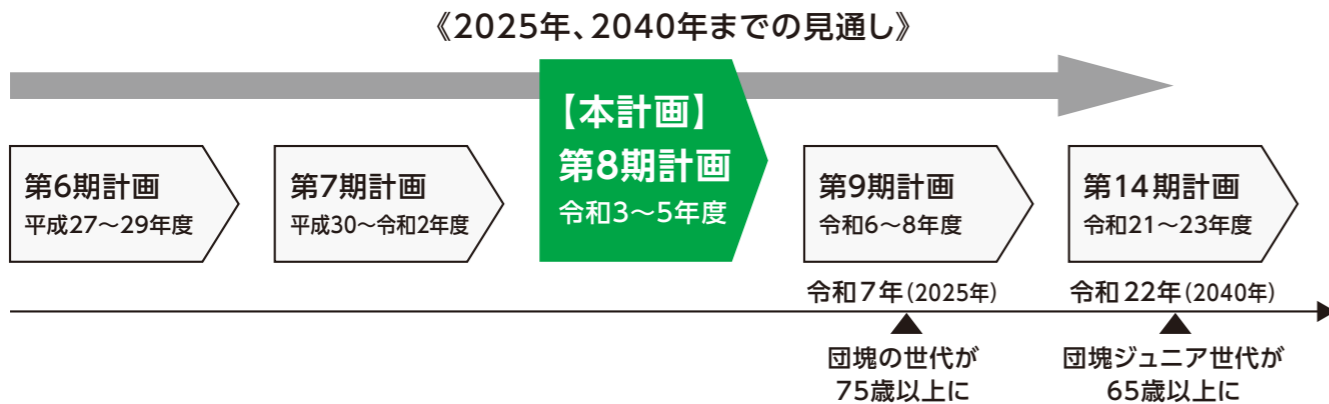 《2025年、2040年までの見通し》
【本計画】
第8期計画
令和3～5年度
第6期計画
平成27～29年度
第7期計画
平成30～令和2年度
第9期計画
令和6～8年度
第14期計画
令和21～23年度
令和7年(2025年)
令和22年(2040年)
団塊の世代が
75歳以上に
団塊ジュニア世代が
65歳以上に